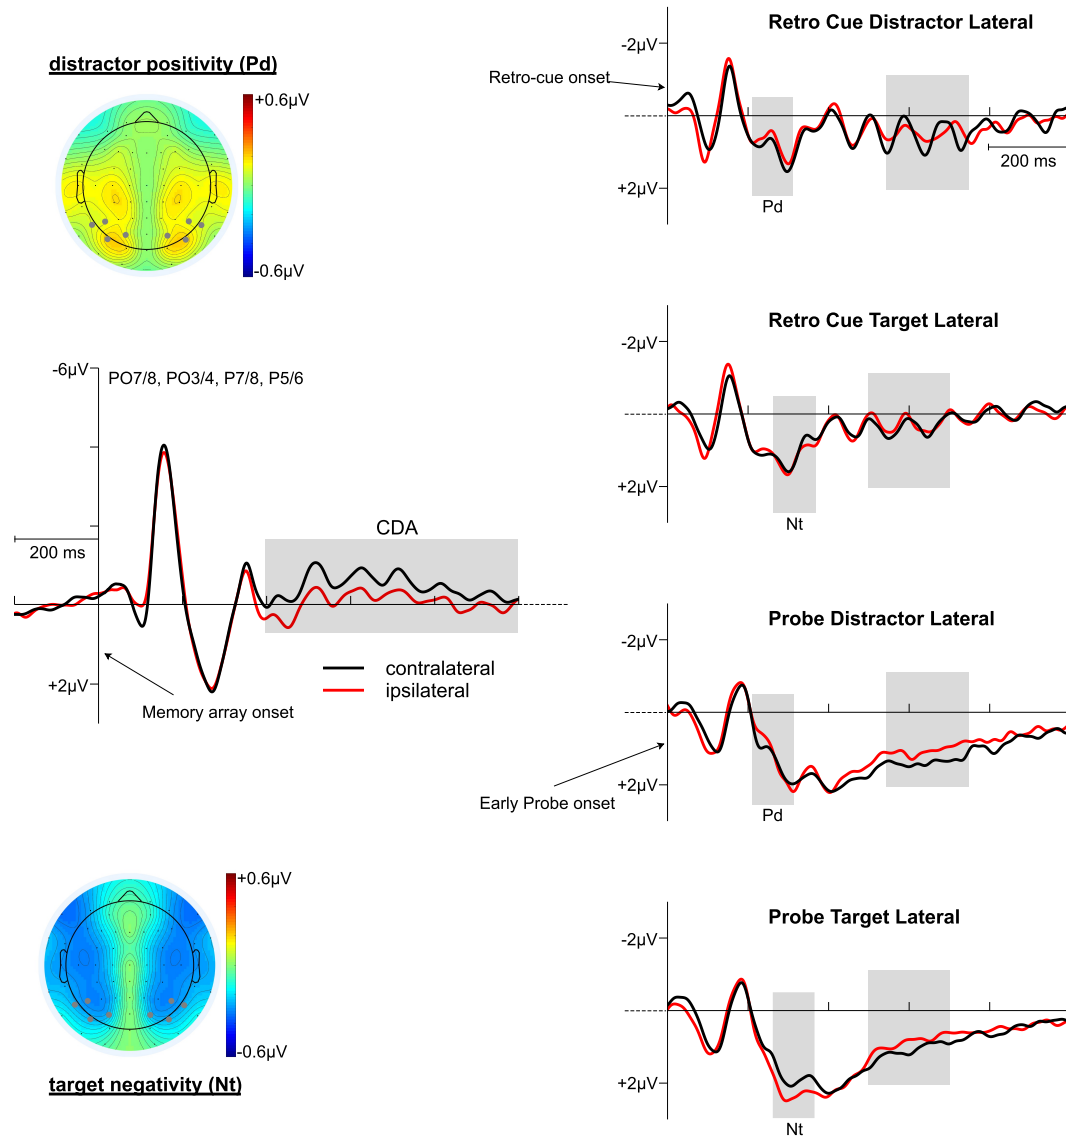 distractor positivity (Pd)
+0.6µV
-0.6µV
-6µV
PO7/8, PO3/4, P7/8, P5/6
200 ms
CDA
+2µV
contralateral
ipsilateral
Memory array onset
+0.6µV
-0.6µV
target negativity (Nt)
Retro Cue Distractor Lateral
-2µV
Retro-cue onset
200 ms
+2µV
Pd
Retro Cue Target Lateral
-2µV
+2µV
Nt
Probe Distractor Lateral
-2µV
+2µV
Early Probe onset
Pd
Probe Target Lateral
-2µV
+2µV
Nt